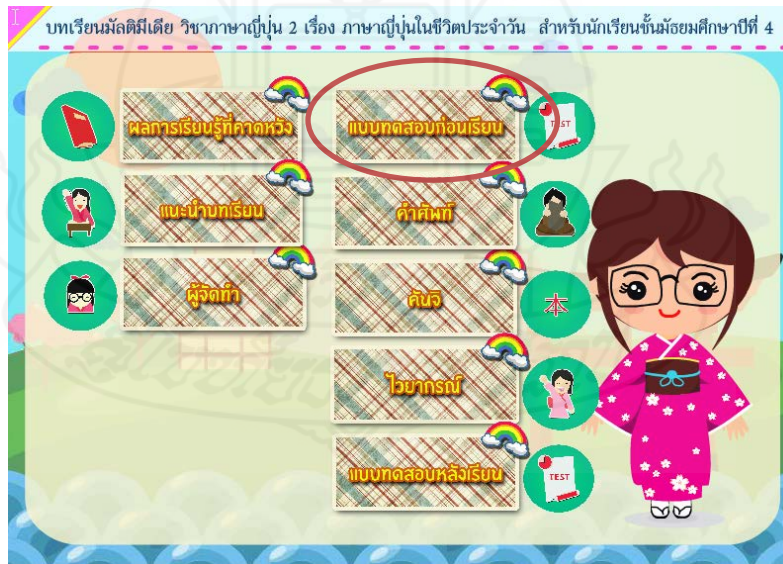 บทเรียนมัลติมีเดีย วิชาภาษาญี่ปุ่น 2 เรื่อง ภาษาญี่ปุ่นในชีวิตประจำวัน สำหรับนักเรียนชั้นมัธยมศึกษาปีที่ 4
ผลการเรียนรู้ที่คาดหวัง
แนะนำบทเรียน
ผู้จัดทำ
แบบทดสอบก่อนเรียน
TEST
คำศัพท์
คันจิ
本
ไวยากรณ์
แบบทดสอบหลังเรียน
TEST